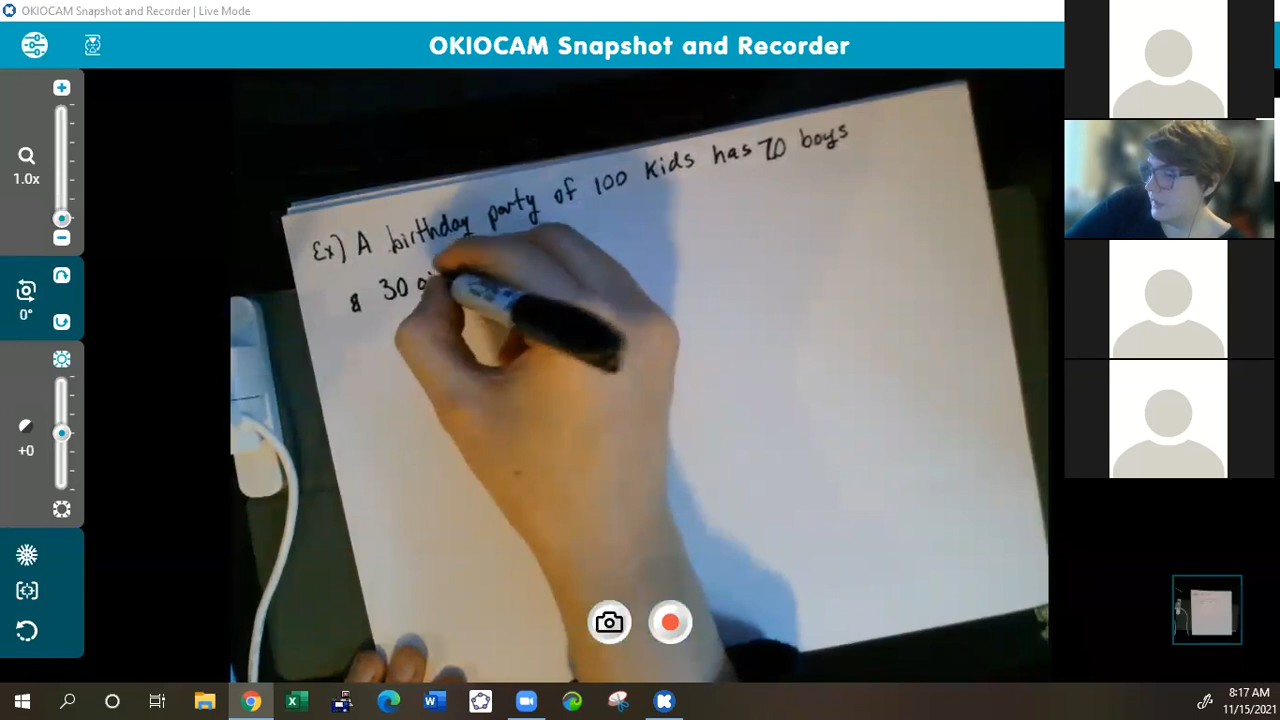 OKIOCAM Snapshot and Recorder | Live Mode
OKIOCAM Snapshot and Recorder
1.0x
0°
+0
Ex) A birthday party of 100 kids has 70 boys
& 30
8:17 AM
11/15/2021